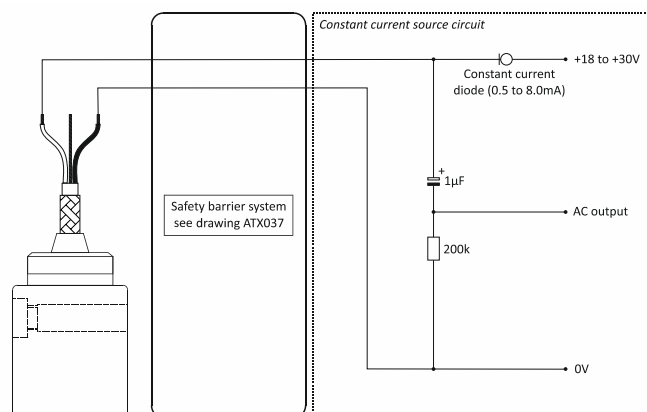 Constant current source circuit
+18 to +30V
Constant current
diode (0.5 to 8.0mA)
+
1µF
Safety barrier system
see drawing ATX037
AC output
200k
0V